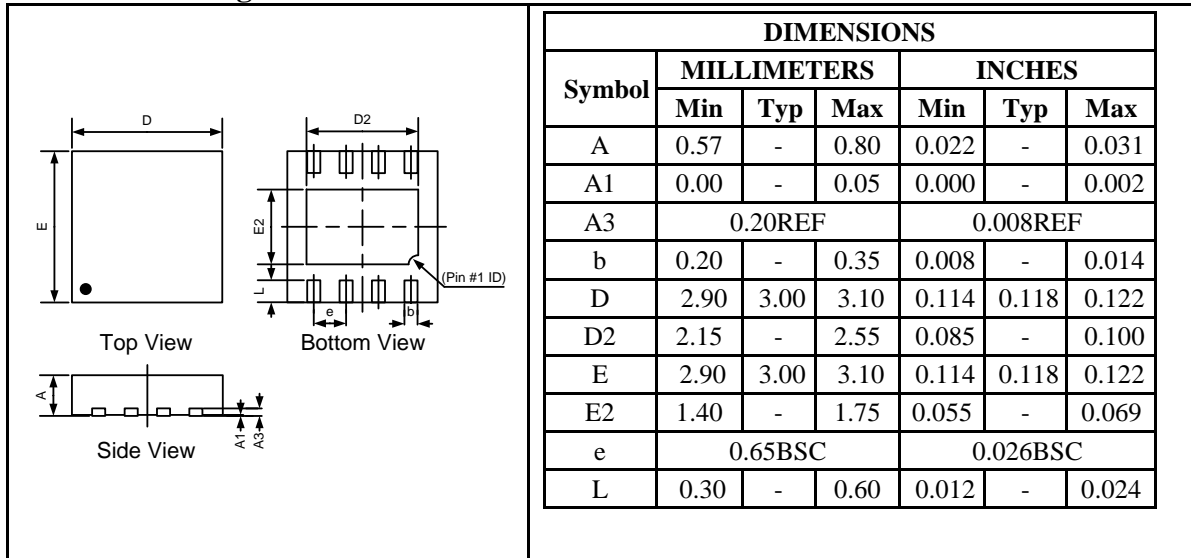 D
E
Top View
D2
E2
L
e
b
(Pin #1 ID)
Bottom View
A
A1
A3
Side View
DIMENSIONS
Symbol MILLIMETERS INCHES
Min Typ Max Min Typ Max
A 0.57 - 0.80 0.022 - 0.031
A1 0.00 - 0.05 0.000 - 0.002
A3 0.20REF 0.008REF
b 0.20 - 0.35 0.008 - 0.014
D 2.90 3.00 3.10 0.114 0.118 0.122
D2 2.15 - 2.55 0.085 - 0.100
E 2.90 3.00 3.10 0.114 0.118 0.122
E2 1.40 - 1.75 0.055 - 0.069
e 0.65BSC 0.026BSC
L 0.30 - 0.60 0.012 - 0.024